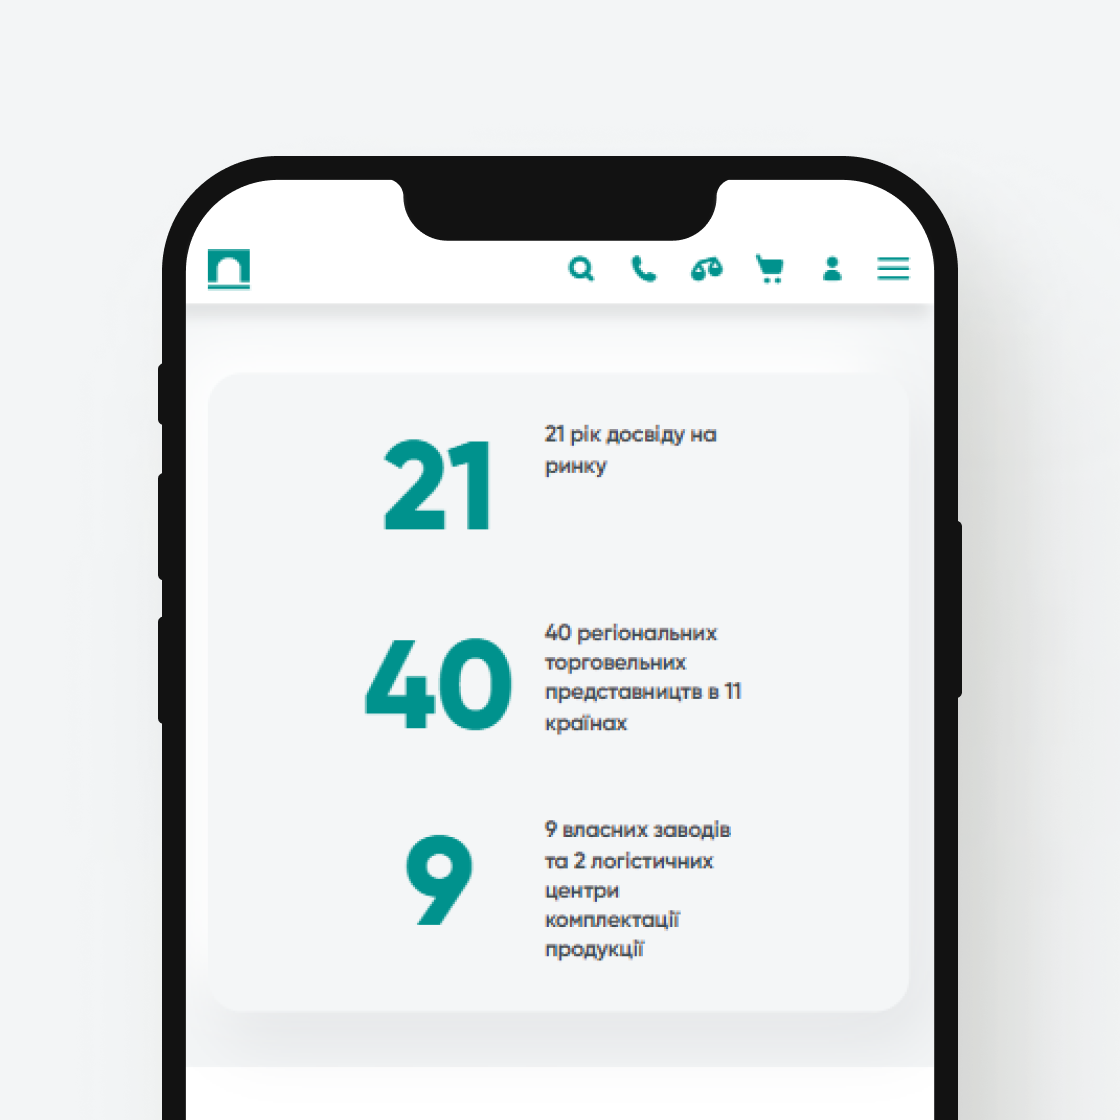 21
21 рік досвіду на
ринку
40
40 регіональних
торговельних
представництв в 11
країнах
9
9 власних заводів
та 2 логістичних
центри
комплектації
продукції